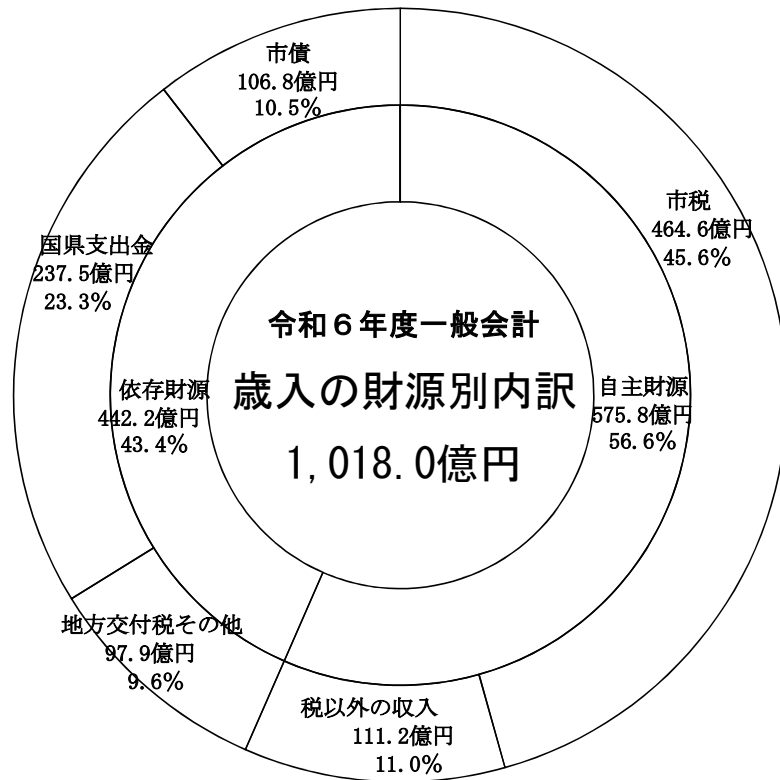 令和６年度一般会計
歳入の財源別内訳
1,018.0億円
市税
464.6億円
45.6%
自主財源
575.8億円
56.6%
税以外の収入
111.2億円
11.0%
地方交付税その他
97.9億円
9.6%
依存財源
442.2億円
43.4%
国県支出金
237.5億円
23.3%
市債
106.8億円
10.5%